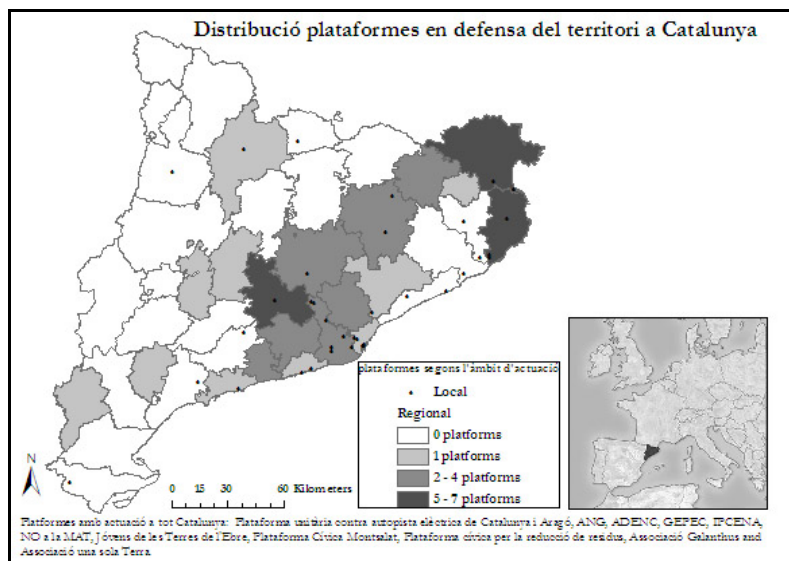 Distribució plataformes en defensa del territori a Catalunya
plataformes segons l'àmbit d'actuacio
Local
Regional
0 platforms
1 platforms
2 - 4 platforms
5 - 7 platforms
N
0 15 30 60 Kilometers
Platformes amb actuació a tot Catalunya: Plataforma unitària contra autopista elèctrica de Catalunya i Aragó, ANG, ADENC, GEPEC, IPCENA,
NO a la MAT, Jóvens de les Terres de l'Ebre, Plataforma Cívica Montsalat, Plataforma cívica per la reducció de residus, Associació Galanthus and
Associació una sola Terra